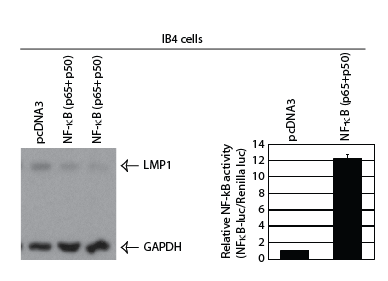 IB4 cells
pcDNA3
NF-κB (p65+p50)
NF-κB (p65+p50)
LMP1
GAPDH
pcDNA3
NF-κB (p65+p50)
Relative NF-kB activity
(NFκB-luc/Renilla luc)
14
12
10
8
6
4
2
0